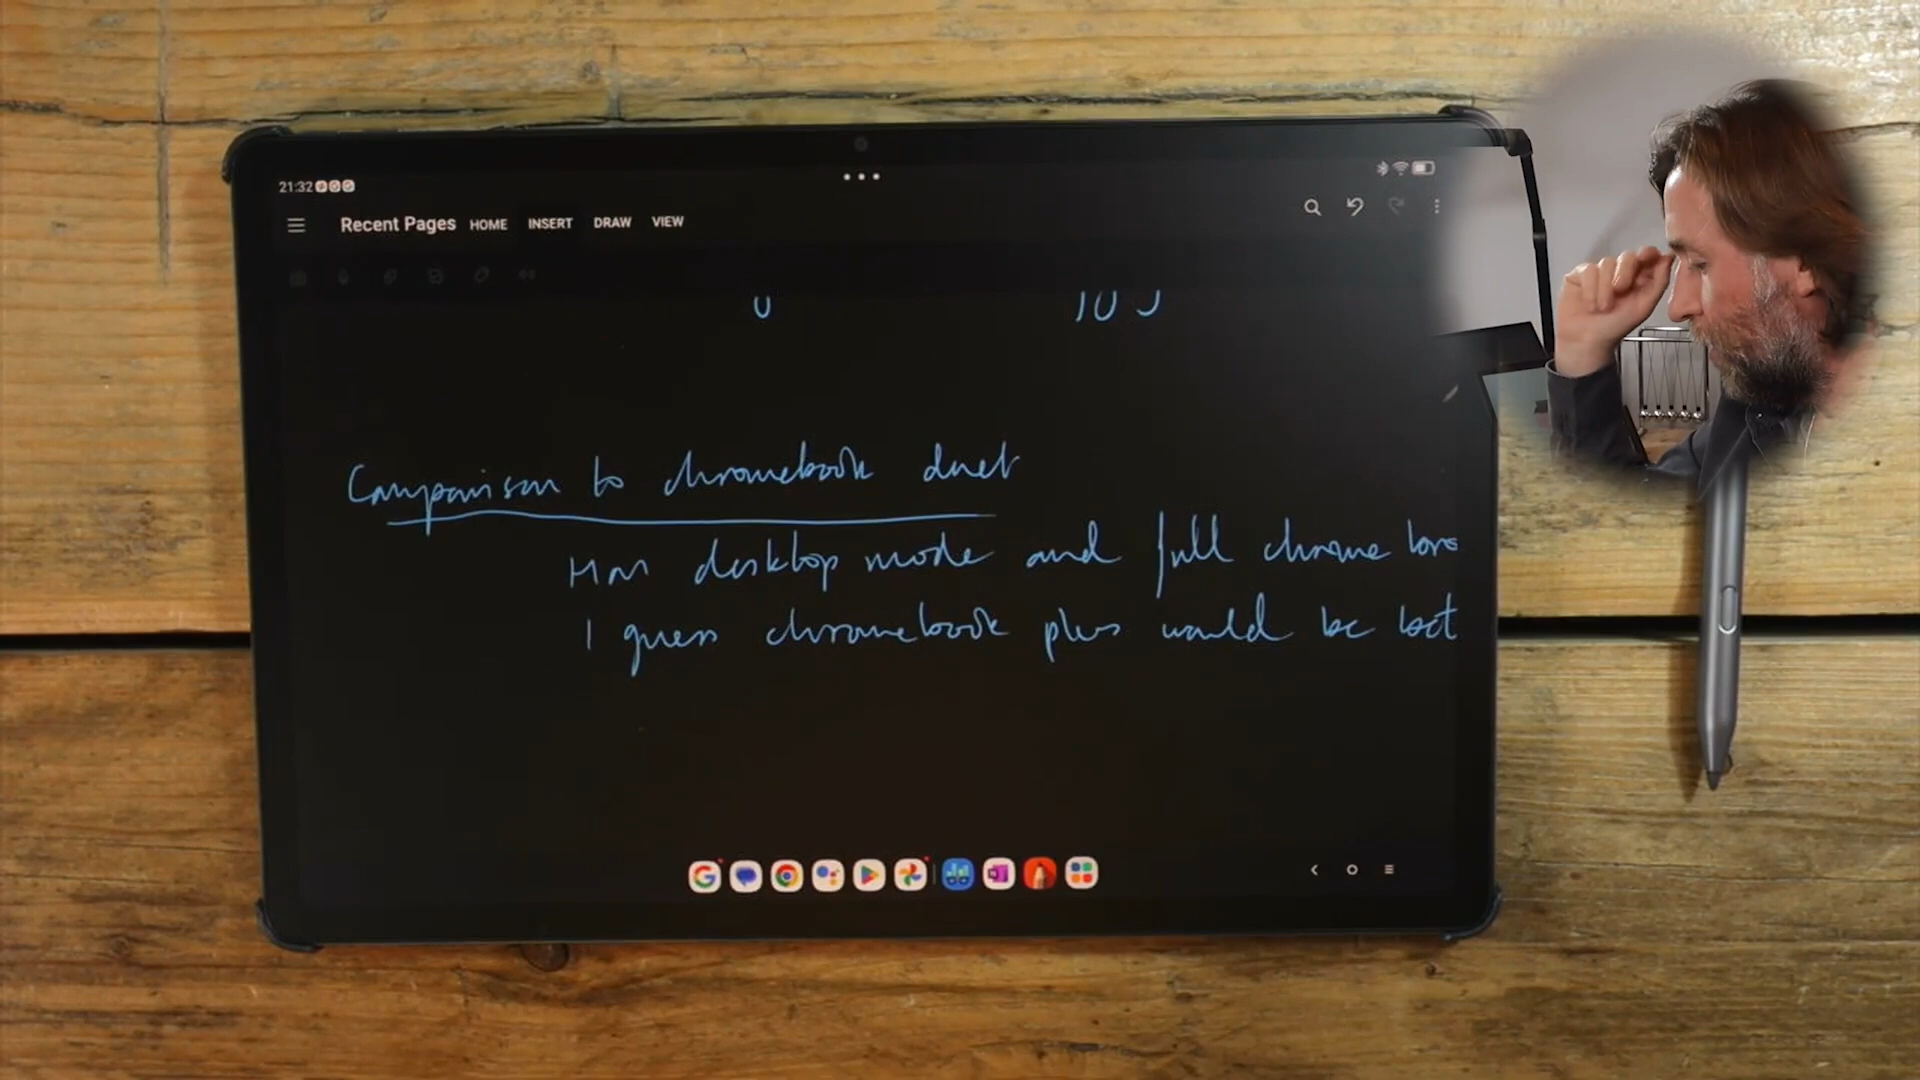 21:32
Recent Pages HOME INSERT DRAW VIEW
Comparison to chromebook duet
Has desktop mode and full chrome
I guess chromebook plus would be